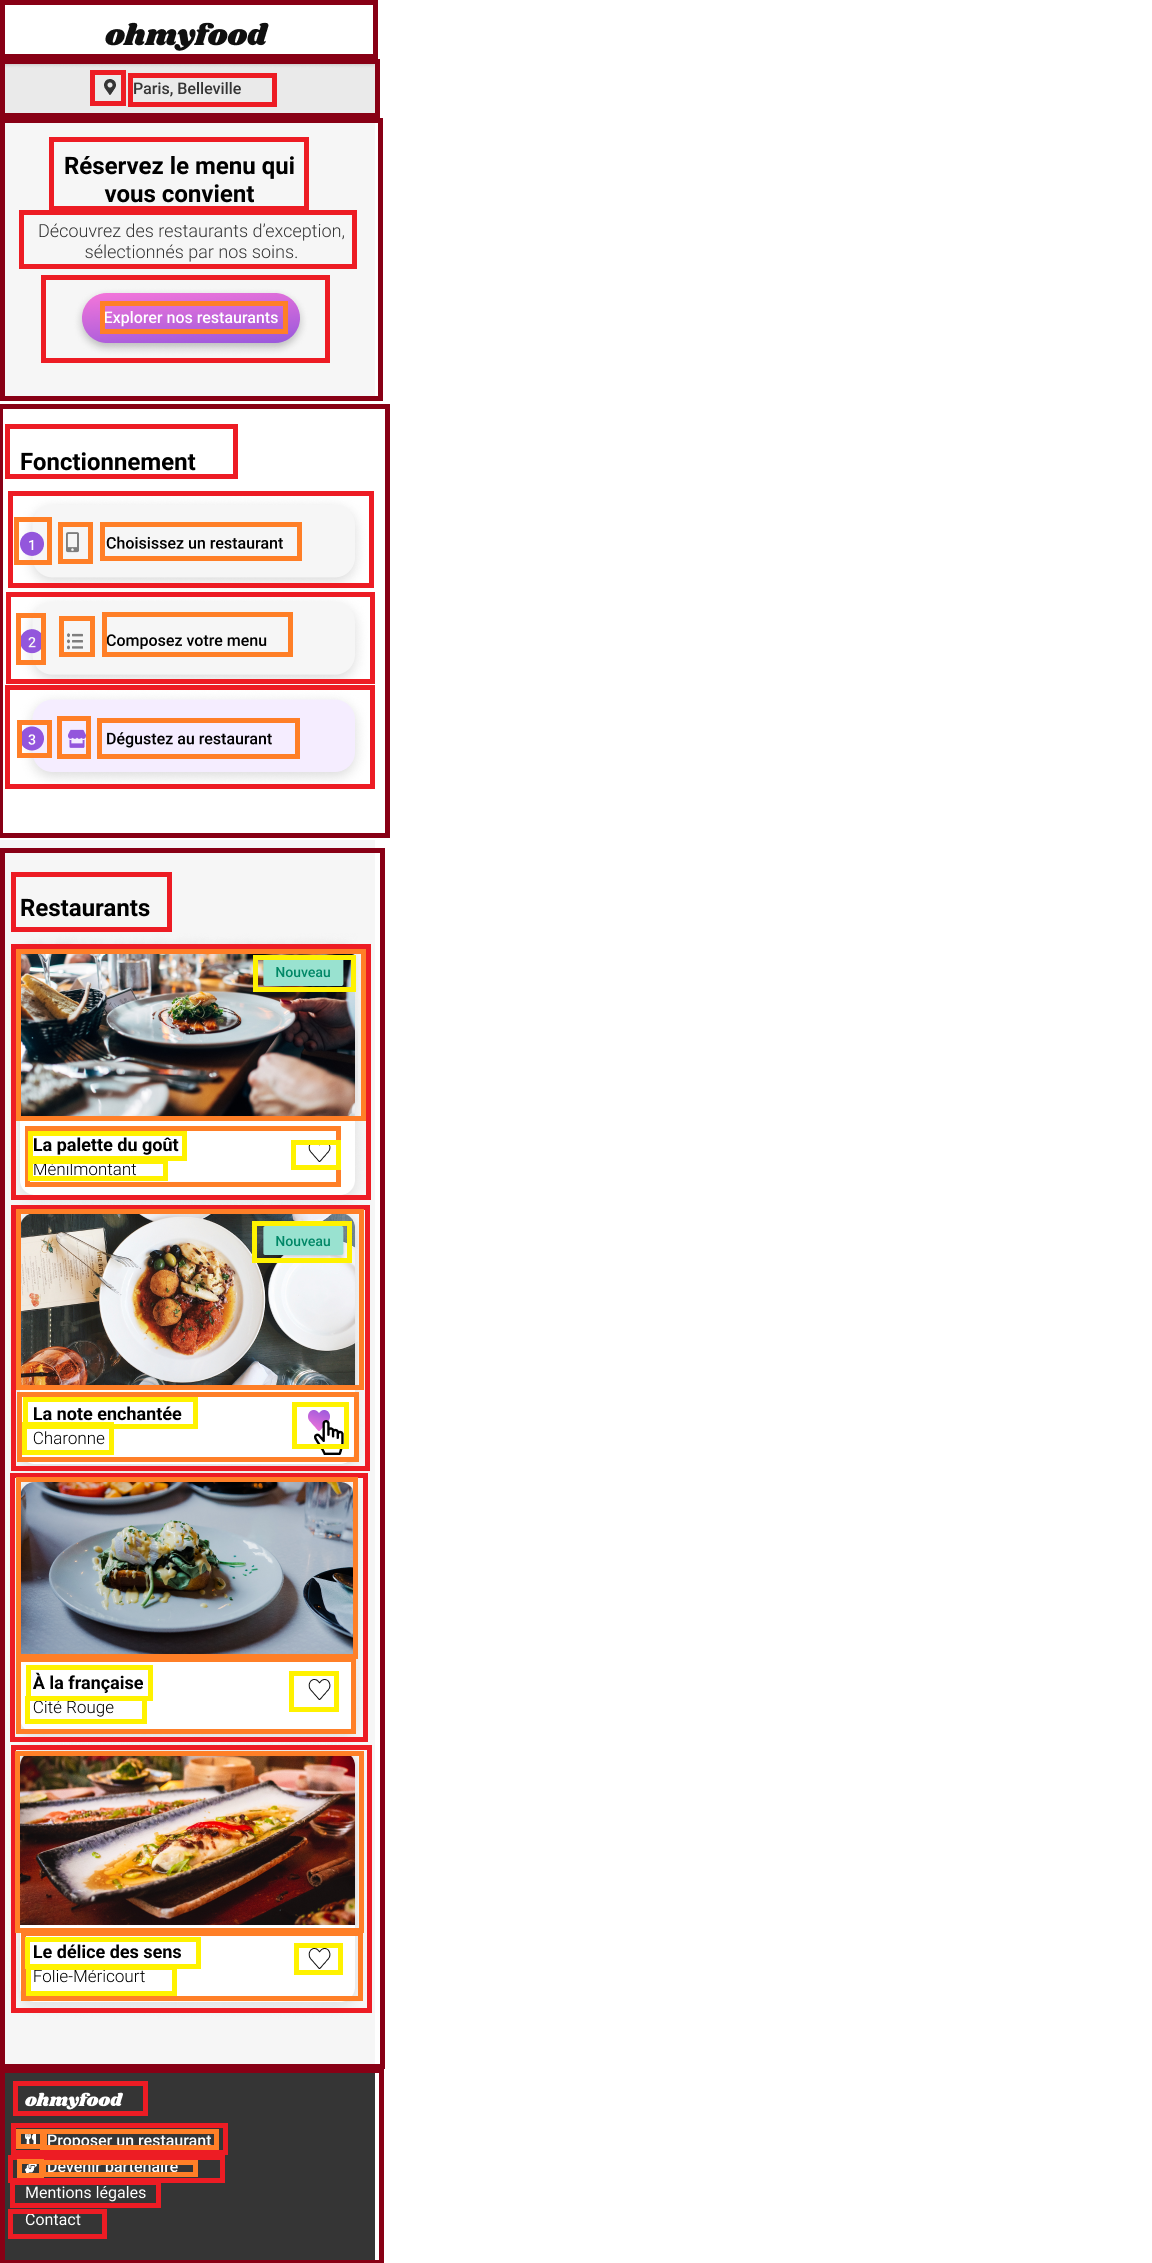 ohmyfood
Paris, Belleville
Réservez le menu qui
vous convient
Découvrez des restaurants d'exception,
sélectionnés par nos soins.
Explorer nos restaurants
Fonctionnement
1 Choisissez un restaurant
2 Composez votre menu
3 Dégustez au restaurant
Restaurants
Nouveau
La palette du goût
Ménilmontant
Nouveau
La note enchantée
Charonne
À la française
Cité Rouge
Le délice des sens
Folie-Méricourt
ohmyfood
Proposer un restaurant
Devenir partenaire
Mentions légales
Contact